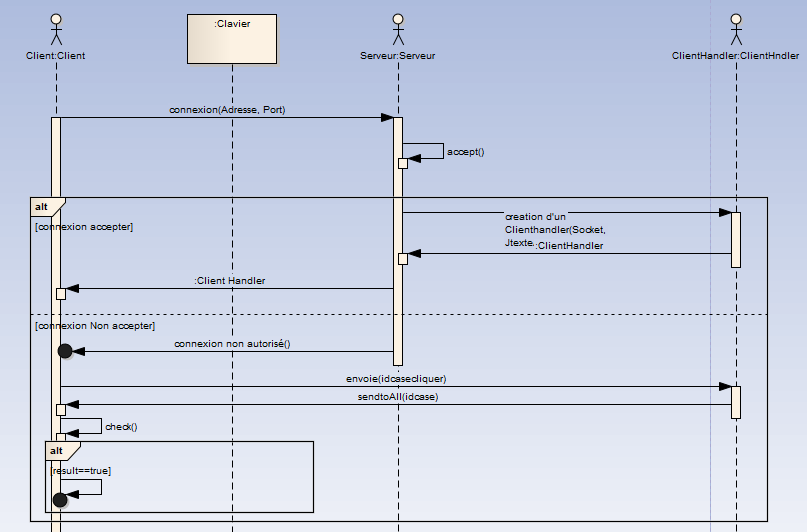 :Clavier
Client:Client
Serveur:Serveur
ClientHandler:ClientHndler
connexion(Adresse, Port)
accept()
alt
[connexion accepter]
creation d'un
Clienthandler(Socket,
Jtexte
:ClientHandler
:Client Handler
[connexion Non accepter]
connexion non autorisé()
envoie(idcasecliquer)
sendtoAll(idcase)
check()
alt
[result==true]